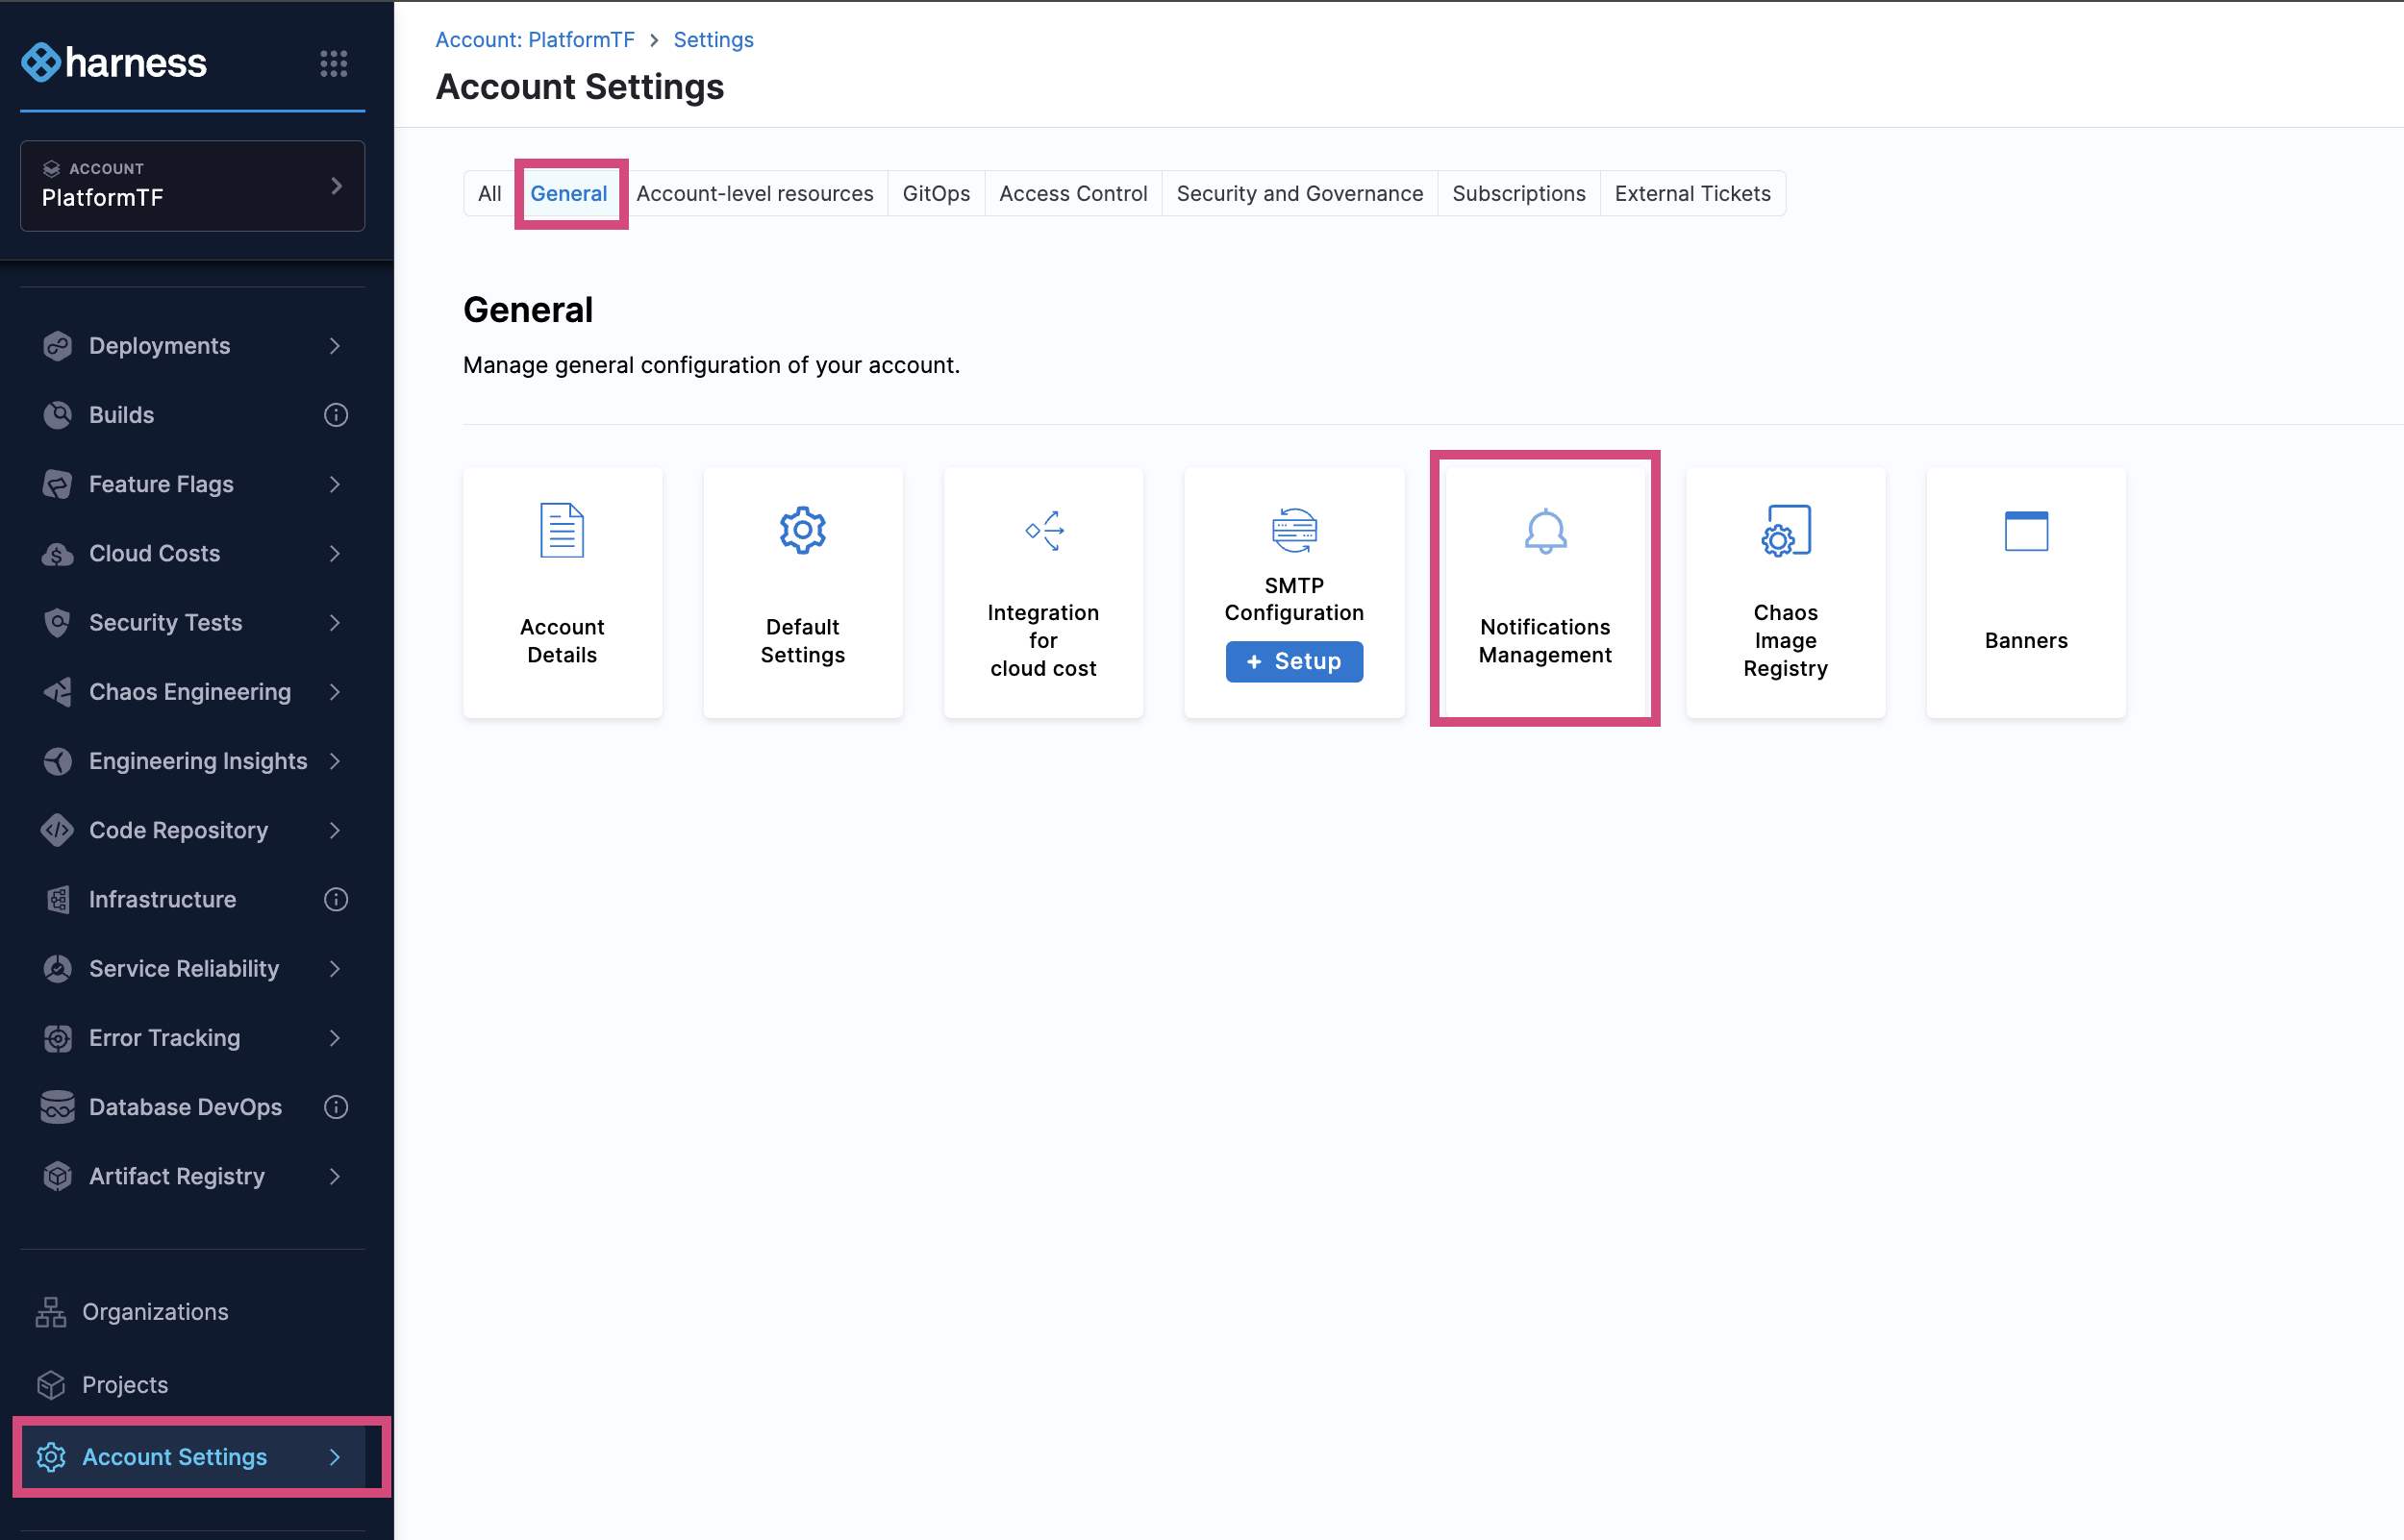 harness
ACCOUNT
PlatformTF
Deployments
Builds
Feature Flags
Cloud Costs
Security Tests
Chaos Engineering
Engineering Insights
Code Repository
Infrastructure
Service Reliability
Error Tracking
Database DevOps
Artifact Registry
Organizations
Projects
Account Settings
Account: PlatformTF > Settings
Account Settings
All General Account-level resources GitOps Access Control Security and Governance Subscriptions External Tickets
General
Manage general configuration of your account.
Account
Details
Default
Settings
Integration
for
cloud cost
SMTP
Configuration
+ Setup
Notifications
Management
Chaos
Image
Registry
Banners